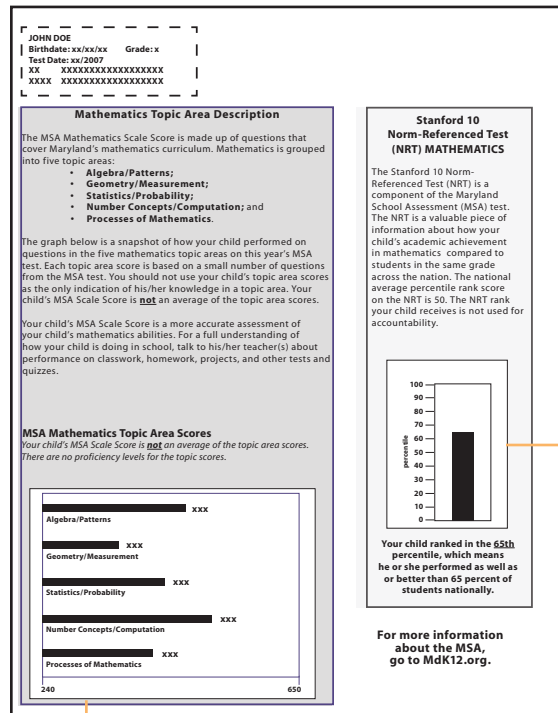 JOHN DOE
Birthdate: xx/xx/xx Grade: x
Test Date: xx/2007
XX XXXXXXXXXXXXXXXXXX
XXXX XXXXXXXXXXXXXXXXXX
Mathematics Topic Area Description
The MSA Mathematics Scale Score is made up of questions that
cover Maryland's mathematics curriculum. Mathematics is grouped
into five topic areas:
• Algebra/Patterns;
• Geometry/Measurement;
• Statistics/Probability;
• Number Concepts/Computation; and
• Processes of Mathematics.
The graph below is a snapshot of how your child performed on
questions in the five mathematics topic areas on this year's MSA
test. Each topic area score is based on a small number of questions
from the MSA test. You should not use your child's topic area scores
as the only indication of his/her knowledge in a topic area. Your
child's MSA Scale Score is not an average of the topic area scores.
Your child's MSA Scale Score is a more accurate assessment of
your child's mathematics abilities. For a full understanding of
how your child is doing in school, talk to his/her teacher(s) about
performance on classwork, homework, projects, and other tests and
quizzes.
MSA Mathematics Topic Area Scores
Your child's MSA Scale Score is not an average of the topic area scores.
There are no proficiency levels for the topic scores.
xxx
Algebra/Patterns
xxx
Geometry/Measurement
xxx
Statistics/Probability
xxx
Number Concepts/Computation
xxx
Processes of Mathematics
240 650
Stanford 10
Norm-Referenced Test
(NRT) MATHEMATICS
The Stanford 10 Norm-
Referenced Test (NRT) is a
component of the Maryland
School Assessment (MSA) test.
The NRT is a valuable piece of
information about how your
child's academic achievement
in mathematics compared to
students in the same grade
across the nation. The national
average percentile rank score
on the NRT is 50. The NRT rank
your child receives is not used for
accountability.
100
90
80
70
60
50
40
30
20
10
0
percentile
Your child ranked in the 65th
percentile, which means
he or she performed as well as
or better than 65 percent of
students nationally.
For more information
about the MSA,
go to MdK12.org.